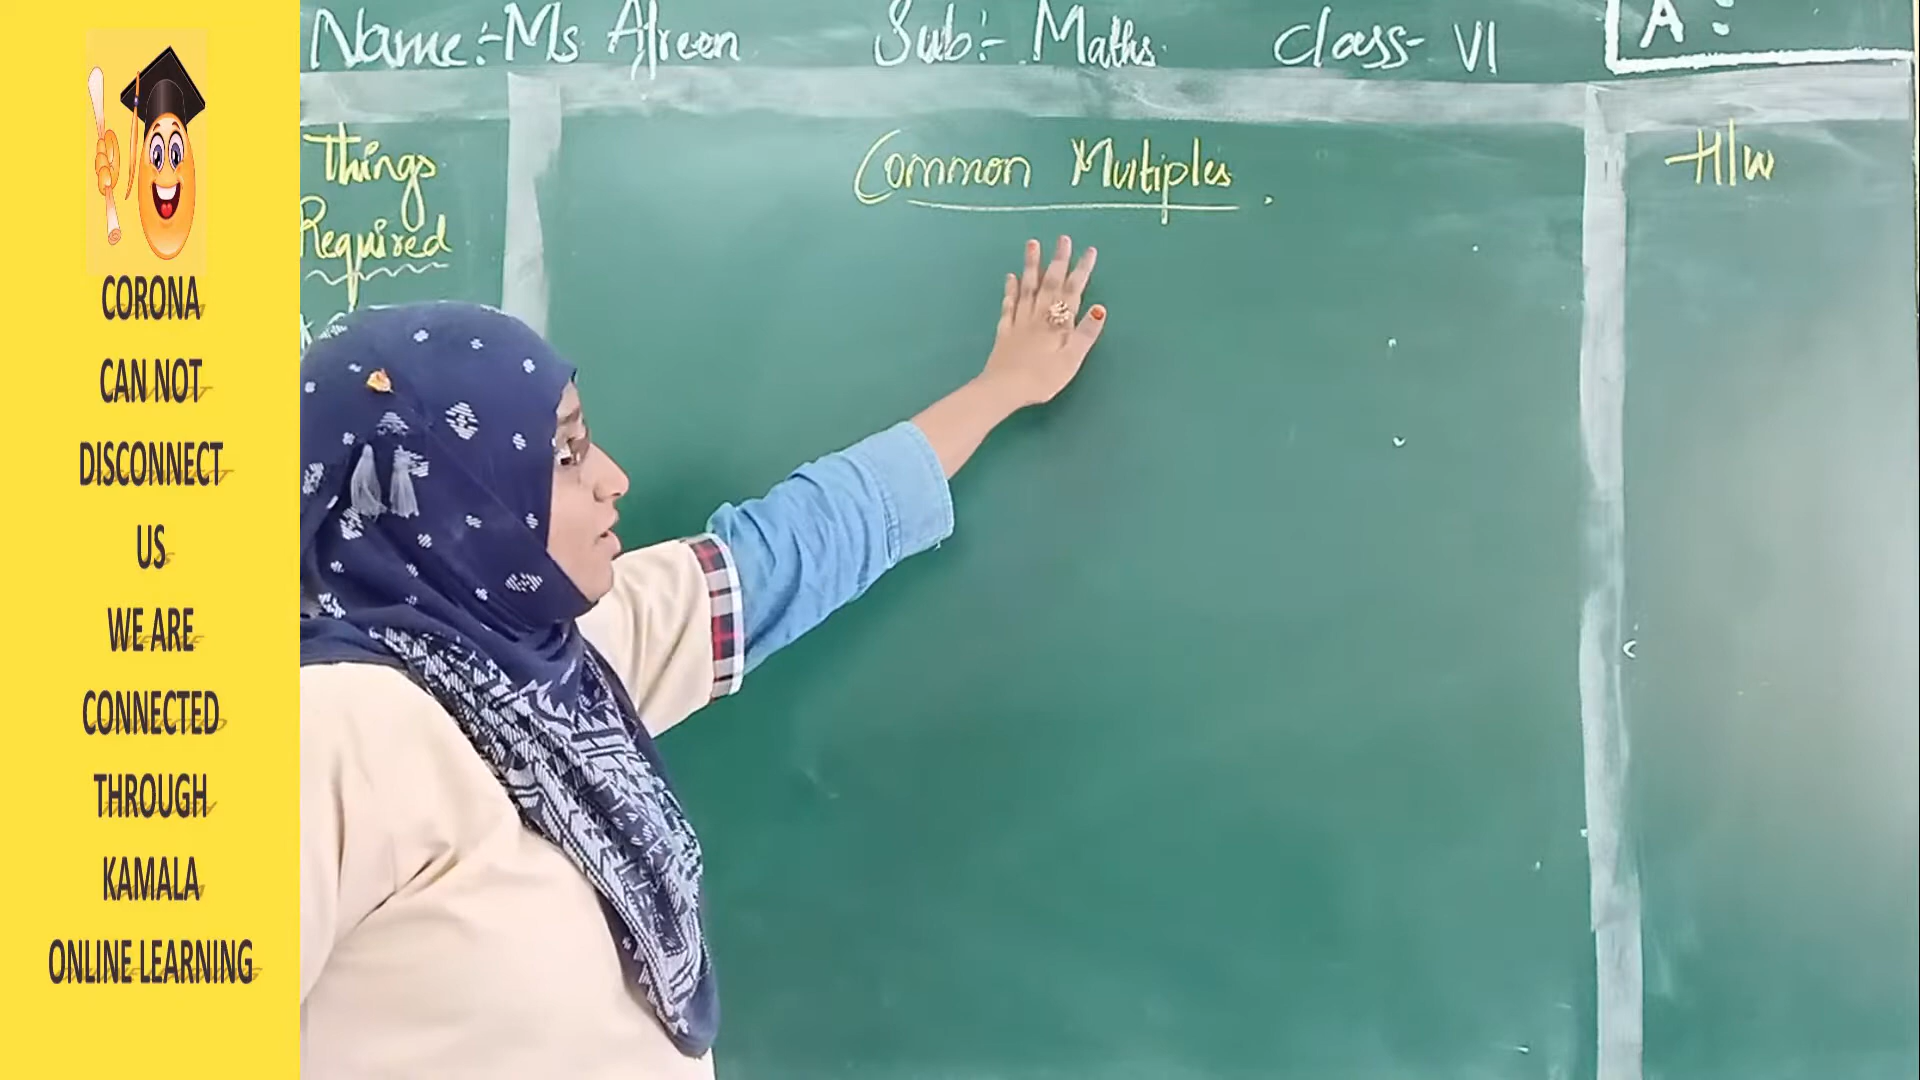 CORONA
CAN NOT
DISCONNECT
US
WE ARE
CONNECTED
THROUGH
KAMALA
ONLINE LEARNING
Name:- Ms Afreen Sub:- Maths. Class- VI
A :
Things
Required
Common Multiples.
H/w